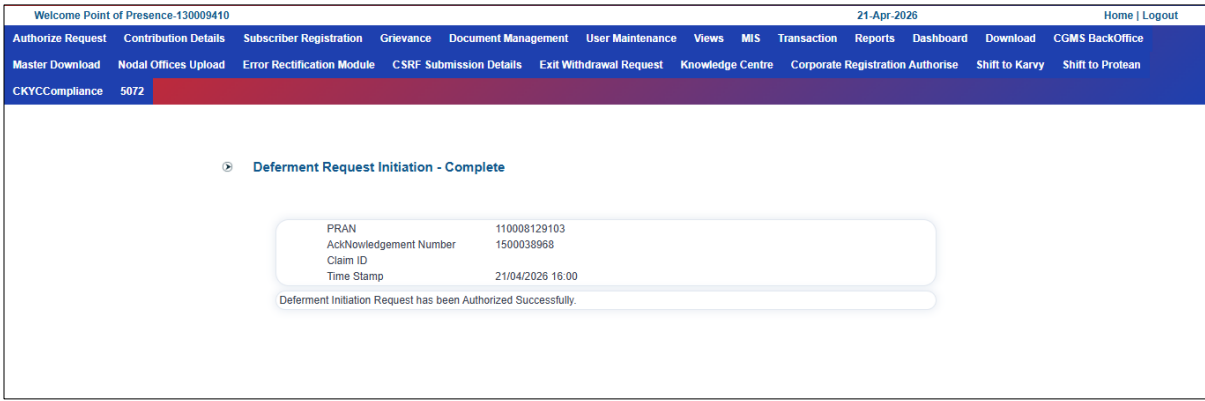 Welcome Point of Presence-130009410 21-Apr-2026 Home | Logout
Authorize Request Contribution Details Subscriber Registration Grievance Document Management User Maintenance Views MIS Transaction Reports Dashboard Download CGMS BackOffice
Master Download Nodal Offices Upload Error Rectification Module CSRF Submission Details Exit Withdrawal Request Knowledge Centre Corporate Registration Authorise Shift to Karvy Shift to Protean
CKYCCompliance 5072
Deferment Request Initiation - Complete
PRAN 110008129103
AckNowledgement Number 1500038968
Claim ID
Time Stamp 21/04/2026 16:00
Deferment Initiation Request has been Authorized Successfully.